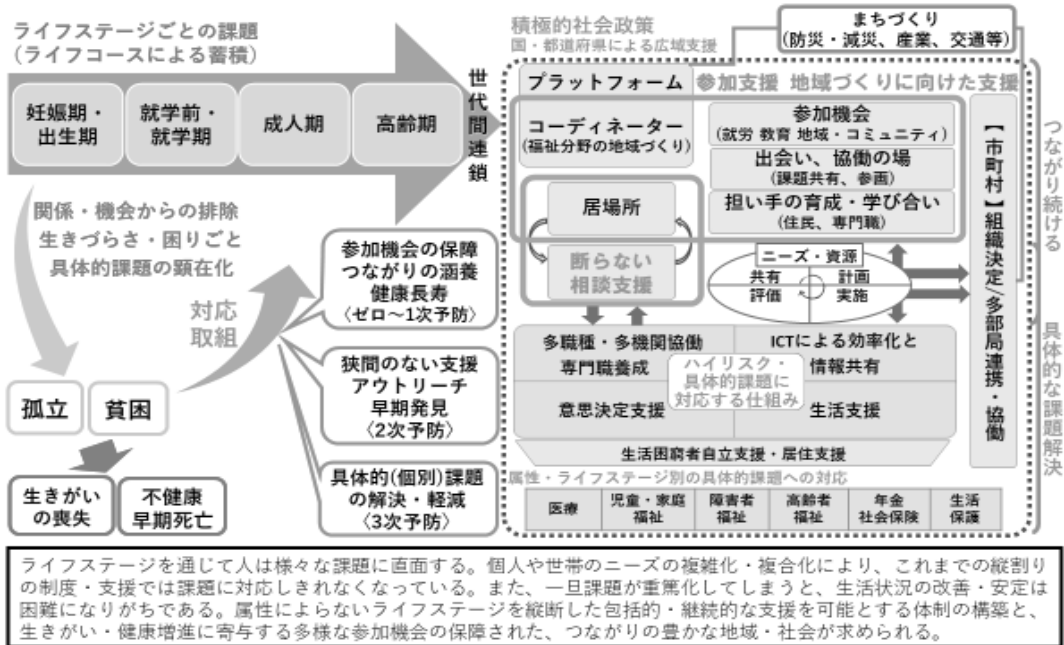 ライフステージごとの課題
(ライフコースによる蓄積)
妊娠期・
出生期
就学前・
就学期
成人期
高齢期
世代間連鎖
関係・機会からの排除
生きづらさ・困りごと
具体的課題の顕在化
対応
取組
孤立
貧困
生きがい
の喪失
不健康
早期死亡
参加機会の保障
つながりの涵養
健康長寿
〈ゼロ～1次予防〉
狭間のない支援
アウトリーチ
早期発見
〈2次予防〉
具体的(個別)課題
の解決・軽減
〈3次予防〉
積極的社会政策
国・都道府県による広域支援
まちづくり
(防災・減災、産業、交通等)
プラットフォーム
参加支援 地域づくりに向けた支援
コーディネーター
(福祉分野の地域づくり)
参加機会
(就労 教育 地域・コミュニティ)
出会い、協働の場
(課題共有、参画)
担い手の育成・学び合い
(住民、専門職)
居場所
断らない
相談支援
ニーズ・資源
共有
計画
評価
実施
多職種・多機関協働
ICTによる効率化と
専門職養成
情報共有
ハイリスク・
具体的課題に
対応する仕組み
意思決定支援
生活支援
生活困窮者自立支援・居住支援
属性・ライフステージ別の具体的課題への対応
医療
児童・家庭
福祉
障害者
福祉
高齢者
福祉
年金
社会保険
生活
保護
【市町村】組織決定/多部局連携・協働
つながり続ける
具体的な課題解決
ライフステージを通じて人は様々な課題に直面する。個人や世帯のニーズの複雑化・複合化により、これまでの縦割り
の制度・支援では課題に対応しきれなくなっている。また、一旦課題が重篤化してしまうと、生活状況の改善・安定は
困難になりがちである。属性によらないライフステージを縦断した包括的・継続的な支援を可能とする体制の構築と、
生きがい・健康増進に寄与する多様な参加機会の保障された、つながりの豊かな地域・社会が求められる。